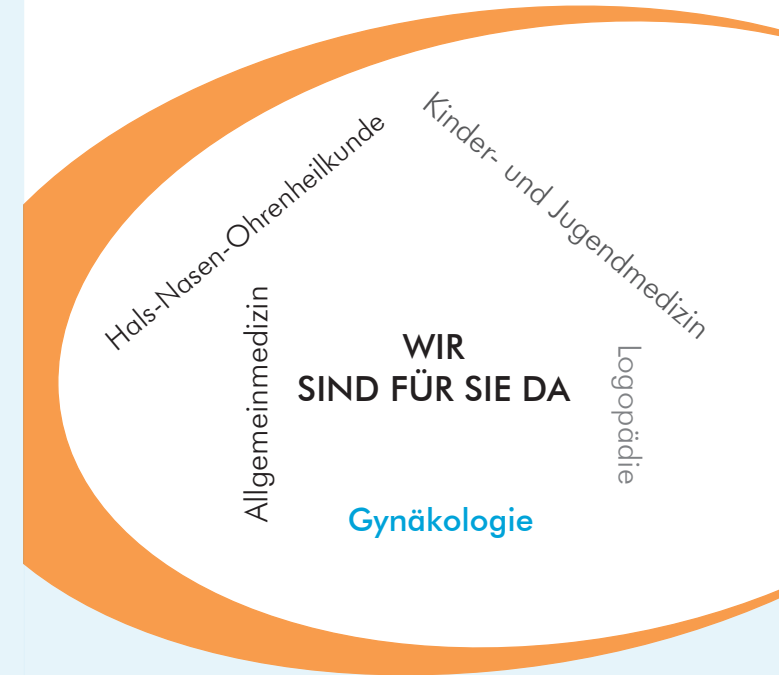 Hals-Nasen-Ohrenheilkunde
Kinder- und Jugendmedizin
Allgemeinmedizin
WIR
SIND FÜR SIE DA
Logopädie
Gynäkologie